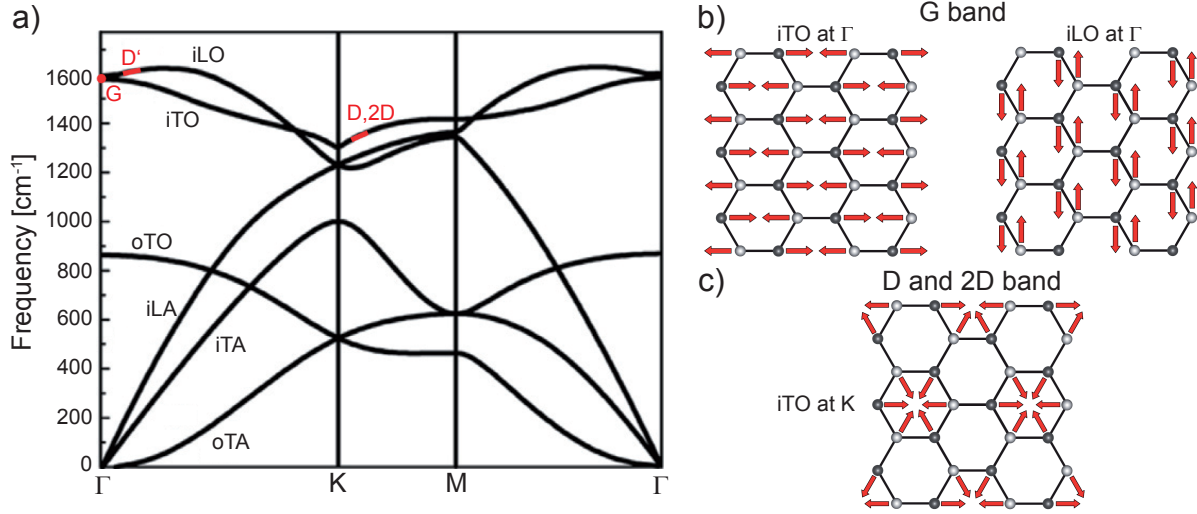 a)
Frequency [cm⁻¹]
1600
1400
1200
1000
800
600
400
200
0
Γ
K
M
Γ
D‘
G
iLO
iTO
D,2D
oTO
iLA
iTA
oTA
b)
G band
iTO at Γ
iLO at Γ
c)
D and 2D band
iTO at K